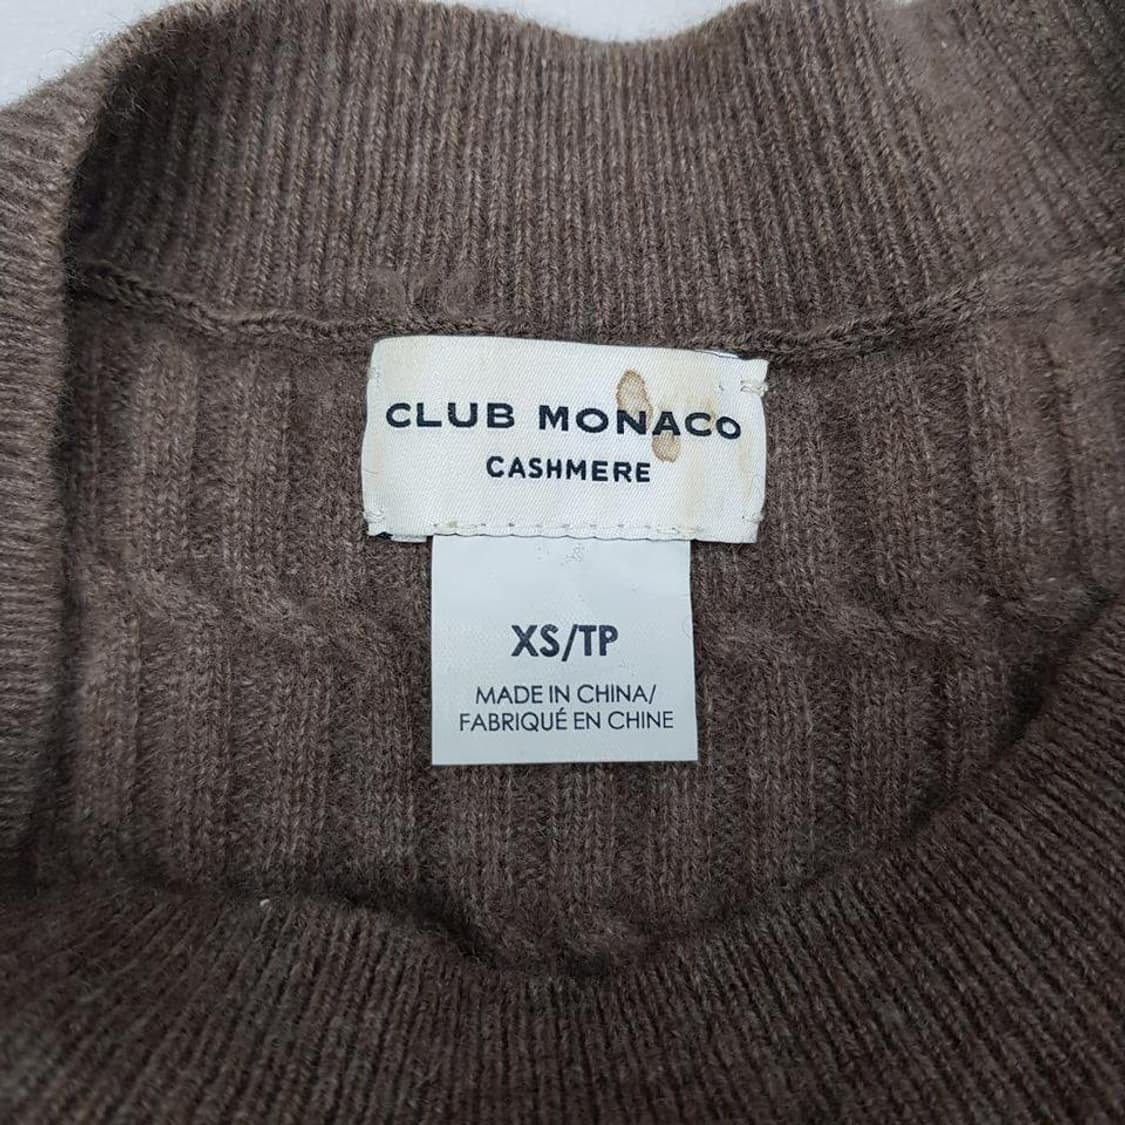 CLUB MONACO
CASHMERE
XS/TP
MADE IN CHINA/
FABRIQUÉ EN CHINE